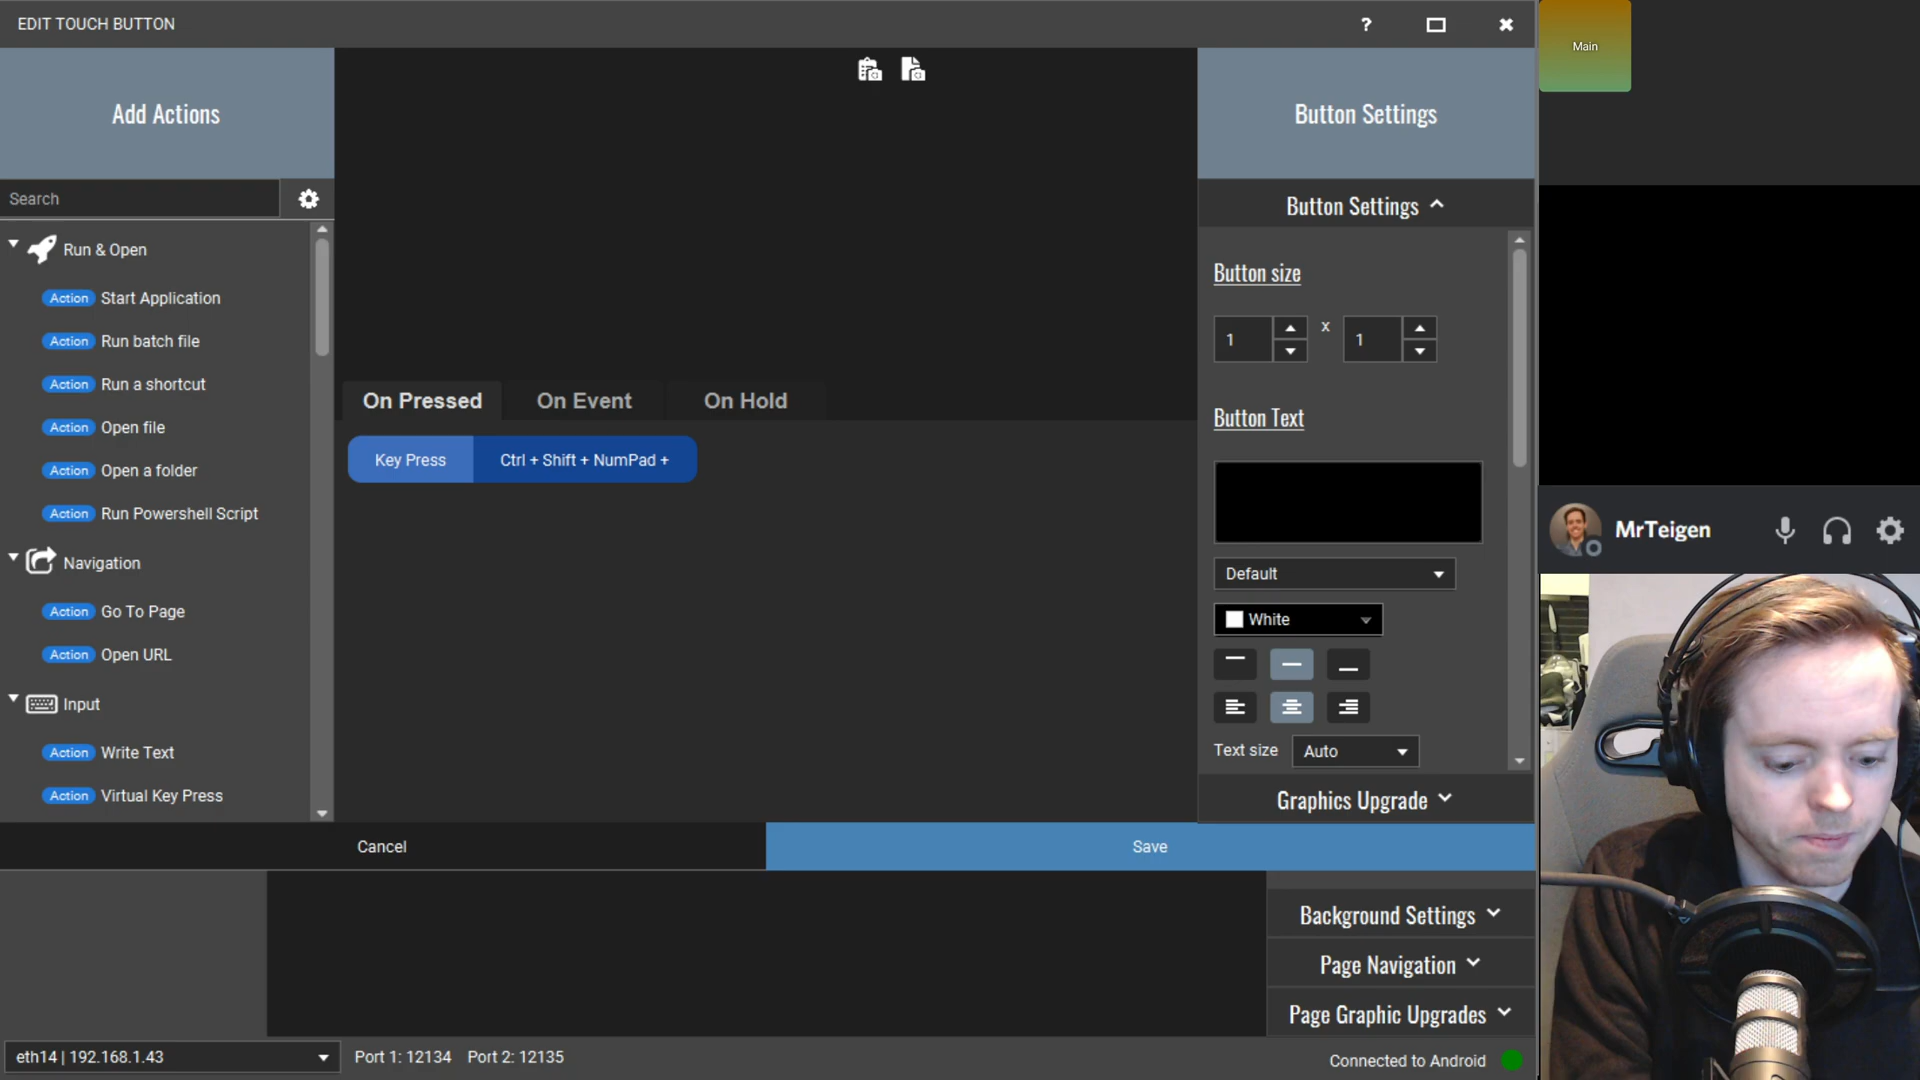 EDIT TOUCH BUTTON
?
Main
Add Actions
Button Settings
Search
Button Settings
Run & Open
Action Start Application
Action Run batch file
Action Run a shortcut
Action Open file
Action Open a folder
Action Run Powershell Script
Navigation
Action Go To Page
Action Open URL
Input
Action Write Text
Action Virtual Key Press
On Pressed On Event On Hold
Key Press Ctrl + Shift + NumPad +
Button size
1 x 1
Button Text
Default
White
Text size Auto
Graphics Upgrade
Cancel
Save
Background Settings
Page Navigation
Page Graphic Upgrades
eth14 | 192.168.1.43
Port 1: 12134 Port 2: 12135
Connected to Android
MrTeigen